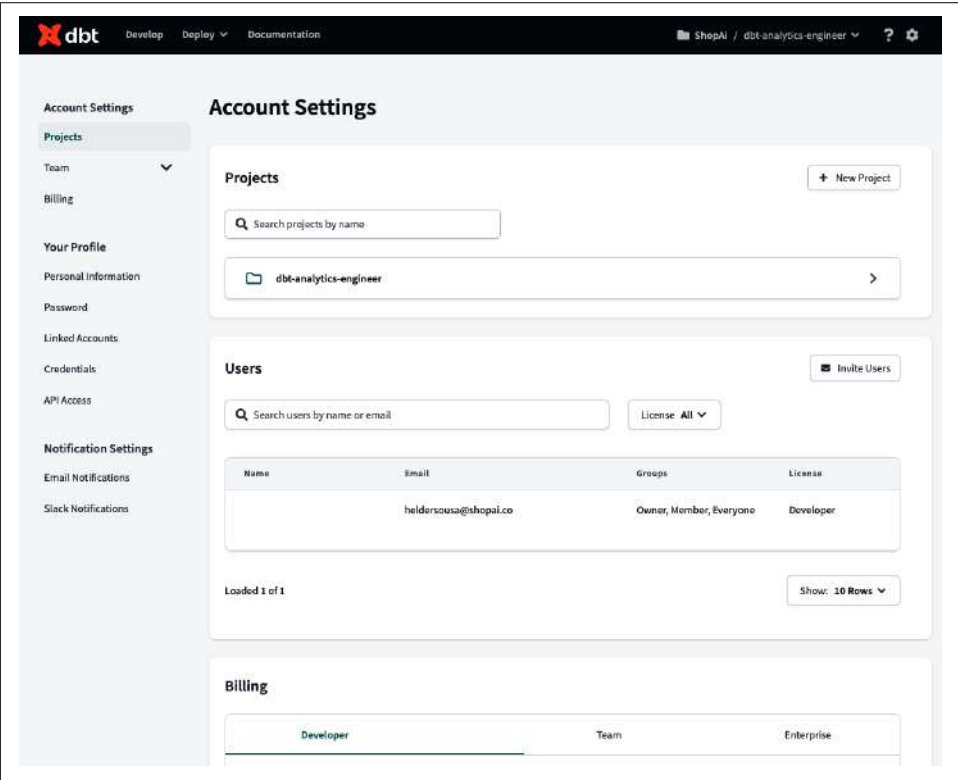 dbt Develop Deploy Documentation ShopAi / dbt-analytics-engineer ?
Account Settings
Projects
Team
Billing
Your Profile
Personal Information
Password
Linked Accounts
Credentials
API Access
Notification Settings
Email Notifications
Slack Notifications
Account Settings
Projects + New Project
Search projects by name
dbt-analytics-engineer
Users Invite Users
Search users by name or email License All
Name Email Groups License
heldersousa@shopai.co Owner, Member, Everyone Developer
Loaded 1 of 1 Show: 10 Rows
Billing
Developer Team Enterprise